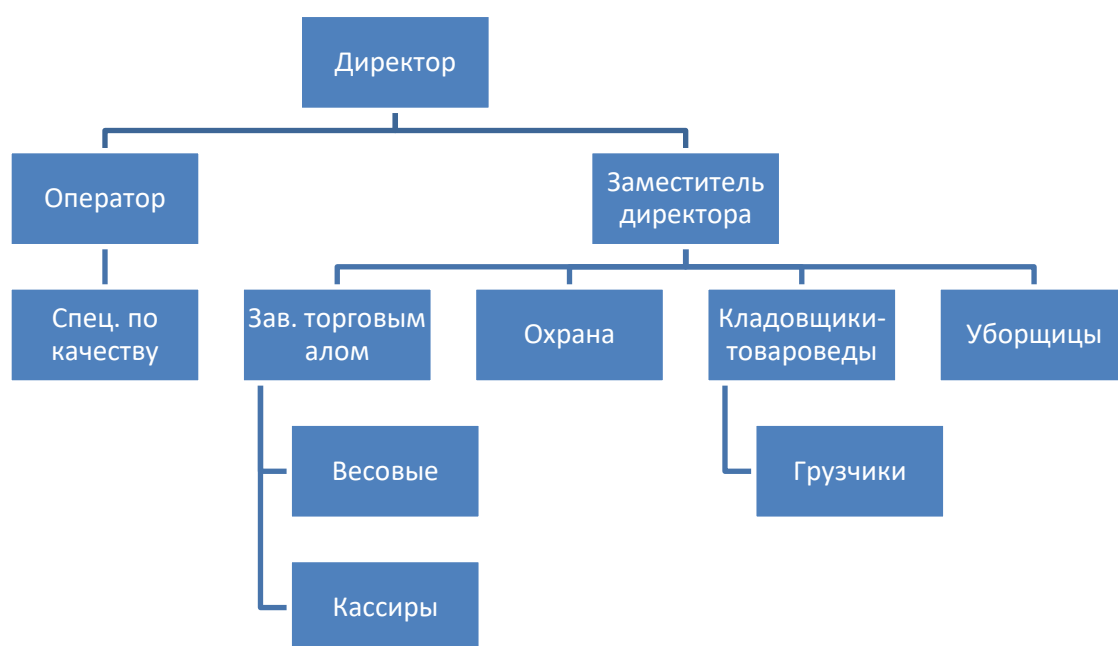 Директор
Оператор
Заместитель
директора
Спец. по
качеству
Зав. торговым
алом
Охрана
Кладовщики-
товароведы
Уборщицы
Весовые
Грузчики
Кассиры